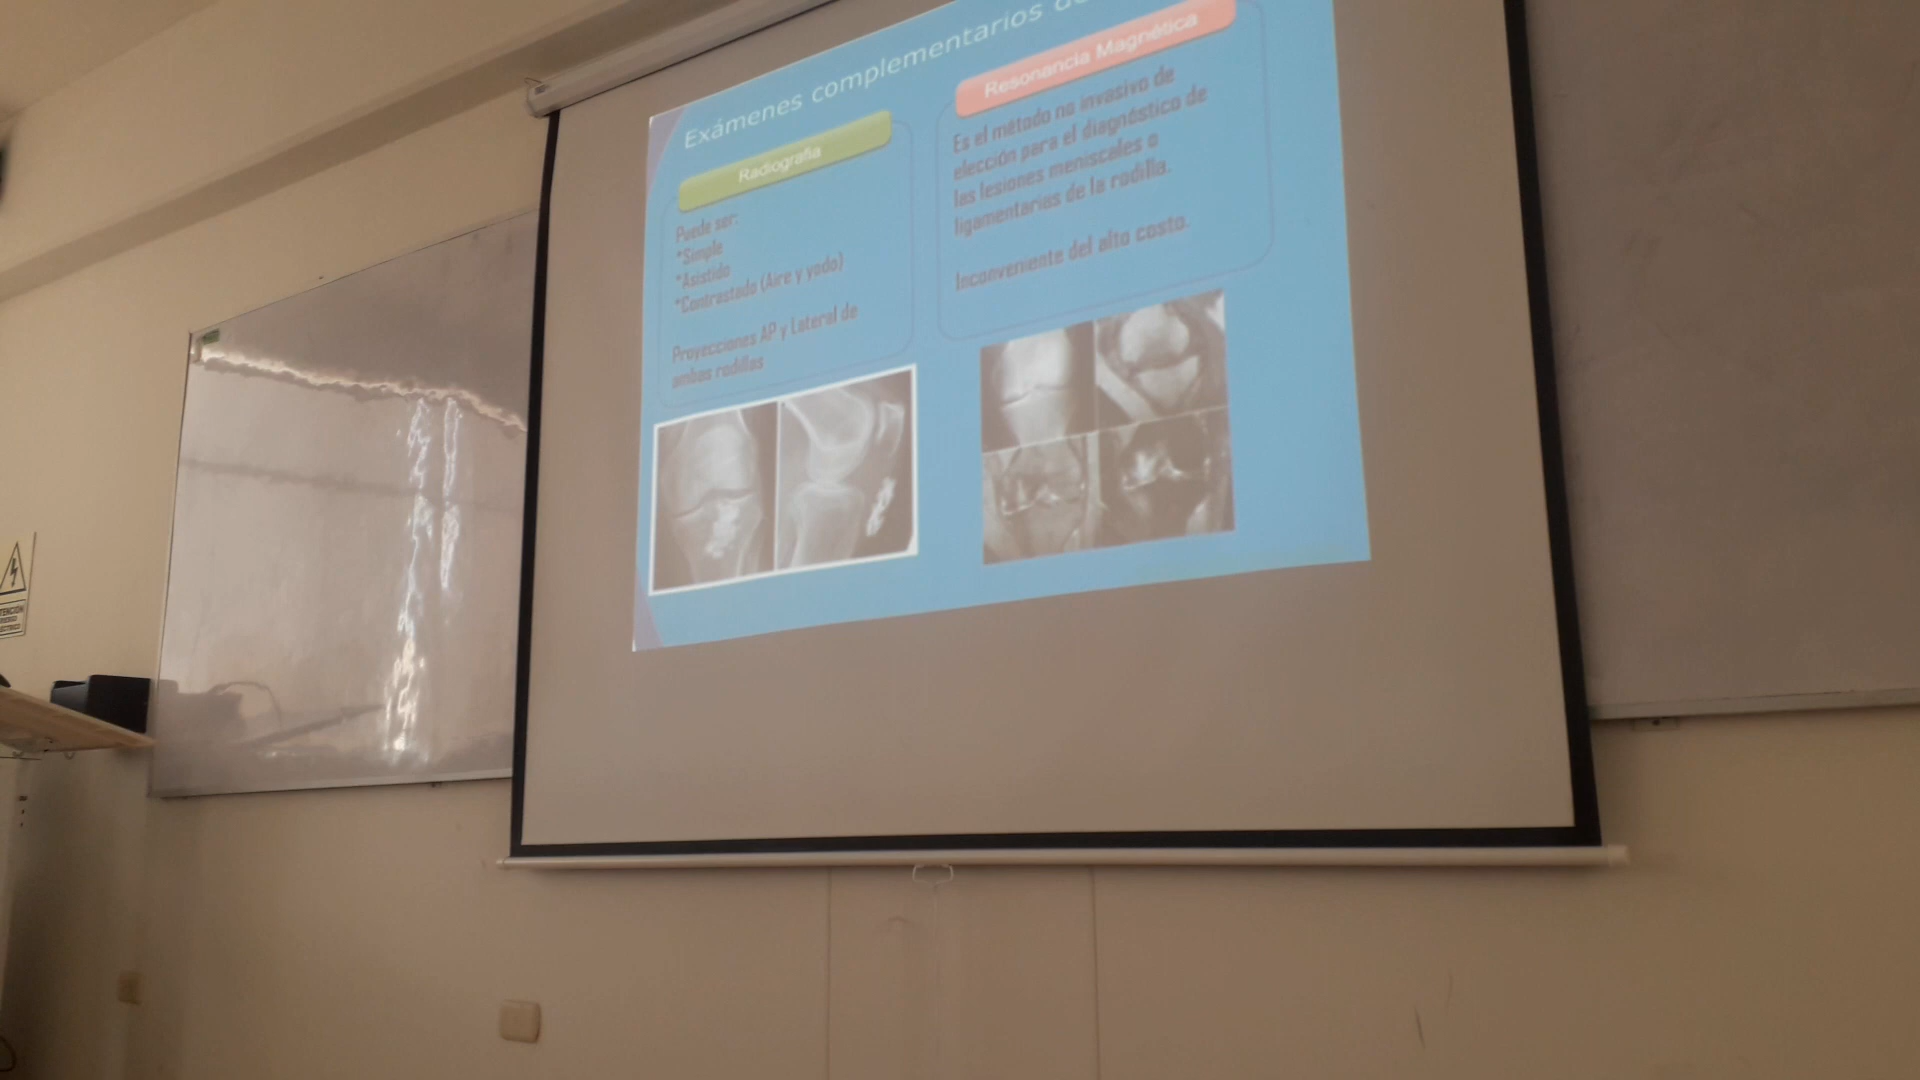 Exámenes complementarios de
Radiografía
Puede ser:
*Simple
*Asistido
*Contrastado (Aire y yodo)
Proyecciones AP y Lateral de
ambas rodillas
Resonancia Magnética
Es el método no invasivo de
elección para el diagnóstico de
las lesiones meniscales o
ligamentarias de la rodilla.
Inconveniente del alto costo.